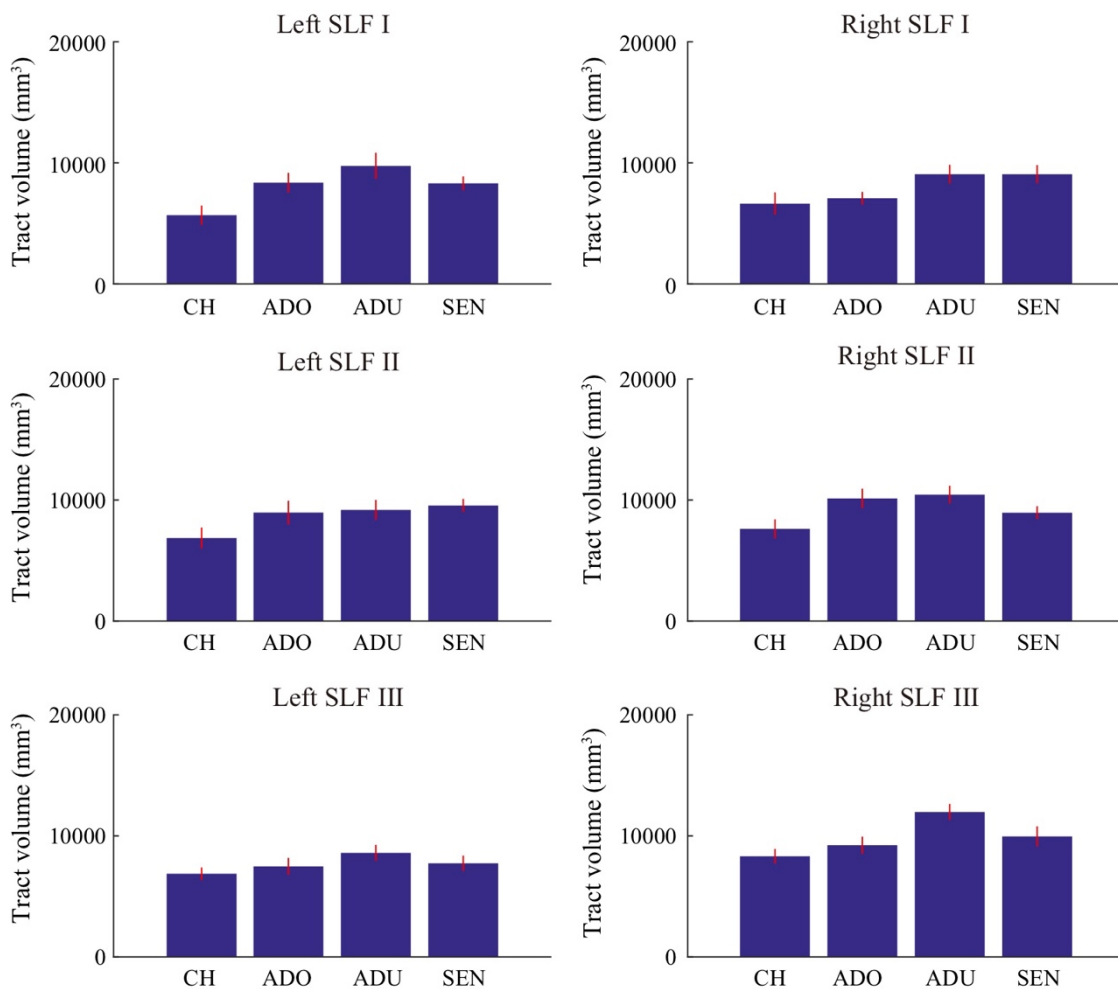 Left SLF I
Tract volume (mm³)
20000
10000
0
CH ADO ADU SEN
Right SLF I
Tract volume (mm³)
20000
10000
0
CH ADO ADU SEN
Left SLF II
Tract volume (mm³)
20000
10000
0
CH ADO ADU SEN
Right SLF II
Tract volume (mm³)
20000
10000
0
CH ADO ADU SEN
Left SLF III
Tract volume (mm³)
20000
10000
0
CH ADO ADU SEN
Right SLF III
Tract volume (mm³)
20000
10000
0
CH ADO ADU SEN